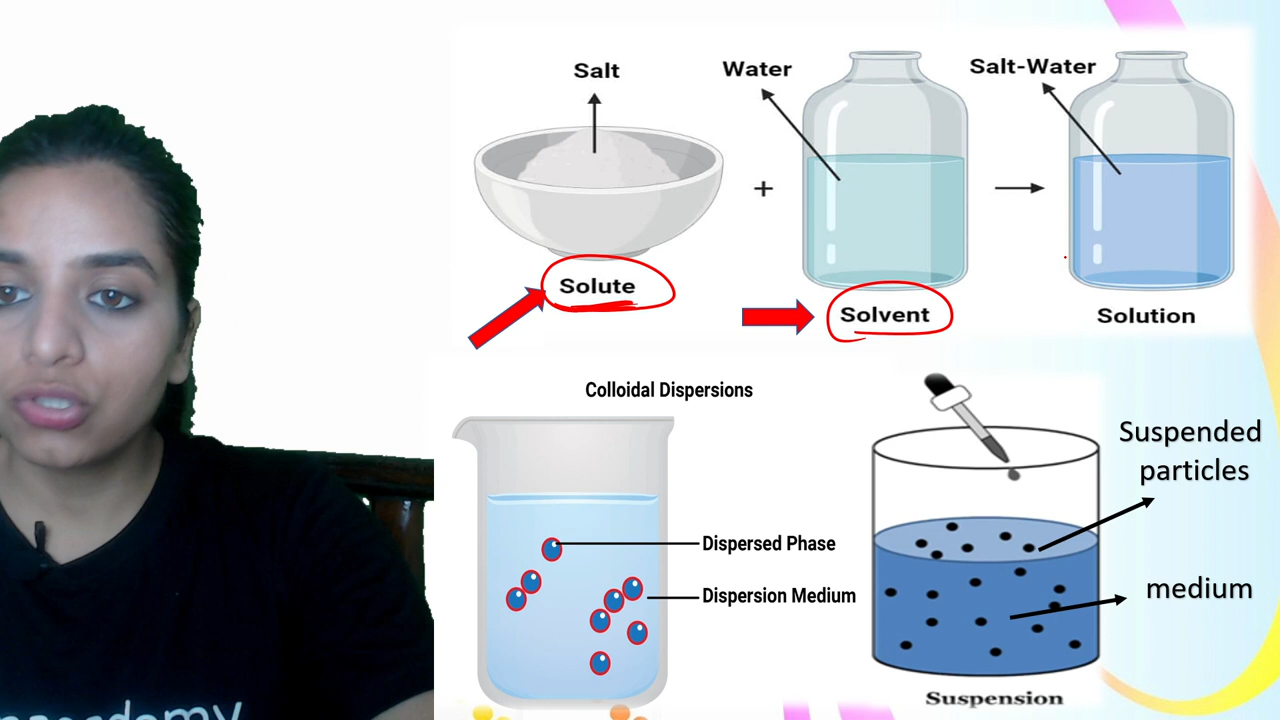 Salt
Water
Salt-Water
+
Solute
Solvent
Solution
Colloidal Dispersions
Dispersed Phase
Dispersion Medium
Suspended
particles
medium
Suspension